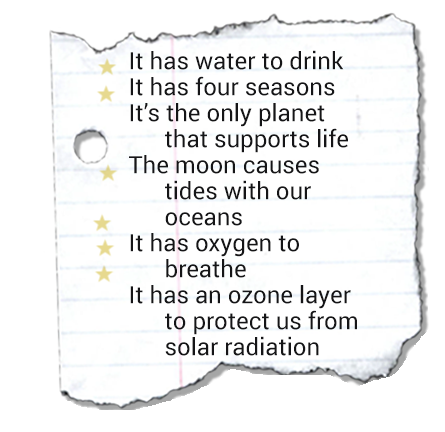 It has water to drink
It has four seasons
It's the only planet
that supports life
The moon causes
tides with our
oceans
It has oxygen to
breathe
It has an ozone layer
to protect us from
solar radiation